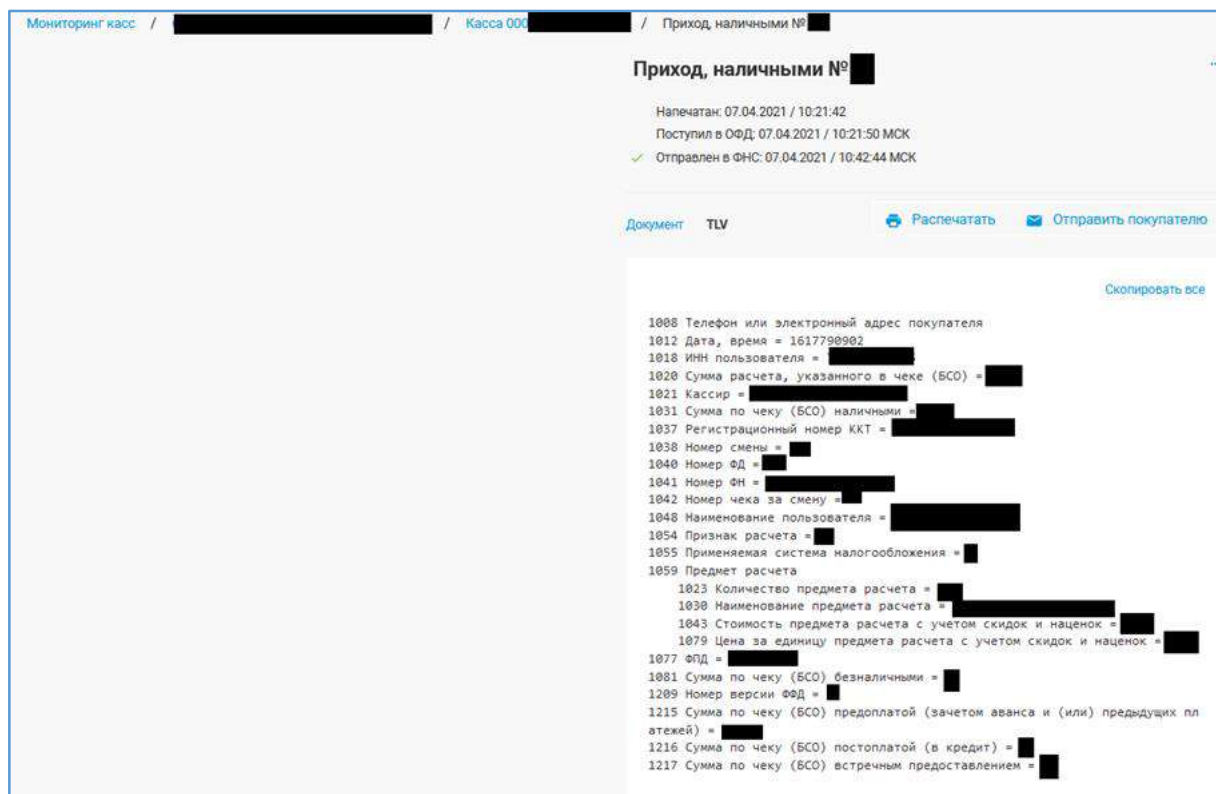 Мониторинг касс / / Касса 000 / Приход, наличными №
Приход, наличными №
Напечатан: 07.04.2021 / 10:21:42
Поступил в ОФД: 07.04.2021 / 10:21:50 МСК
Отправлен в ФНС: 07.04.2021 / 10:42:44 МСК
Документ TLV Распечатать Отправить покупателю
Скопировать все
1008 Телефон или электронный адрес покупателя
1012 Дата, время = 1617790902
1018 ИНН пользователя =
1020 Сумма расчета, указанного в чеке (БСО) =
1021 Кассир =
1031 Сумма по чеку (БСО) наличными =
1037 Регистрационный номер ККТ =
1038 Номер смены =
1040 Номер ФД =
1041 Номер ФН =
1042 Номер чека за смену =
1048 Наименование пользователя =
1054 Признак расчета =
1055 Применяемая система налогообложения =
1059 Предмет расчета
1023 Количество предмета расчета =
1030 Наименование предмета расчета =
1043 Стоимость предмета расчета с учетом скидок и наценок =
1079 Цена за единицу предмета расчета с учетом скидок и наценок =
1077 ФПД =
1081 Сумма по чеку (БСО) безналичными =
1209 Номер версии ФФД =
1215 Сумма по чеку (БСО) предоплатой (зачетом аванса и (или) предыдущих пл
атежей) =
1216 Сумма по чеку (БСО) постоплатой (в кредит) =
1217 Сумма по чеку (БСО) встречным предоставлением =